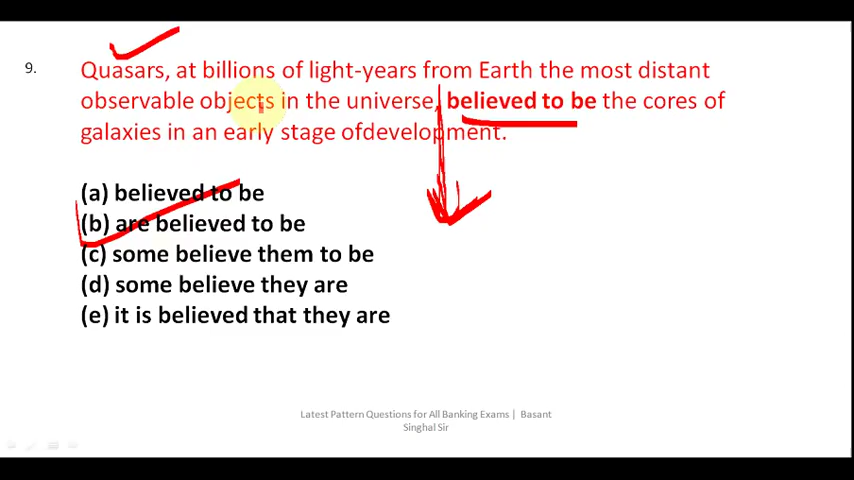 9.
Quasars, at billions of light-years from Earth the most distant
observable objects in the universe, believed to be the cores of
galaxies in an early stage ofdevelopment.
(a) believed to be
(b) are believed to be
(c) some believe them to be
(d) some believe they are
(e) it is believed that they are
Latest Pattern Questions for All Banking Exams | Basant
Singhal Sir